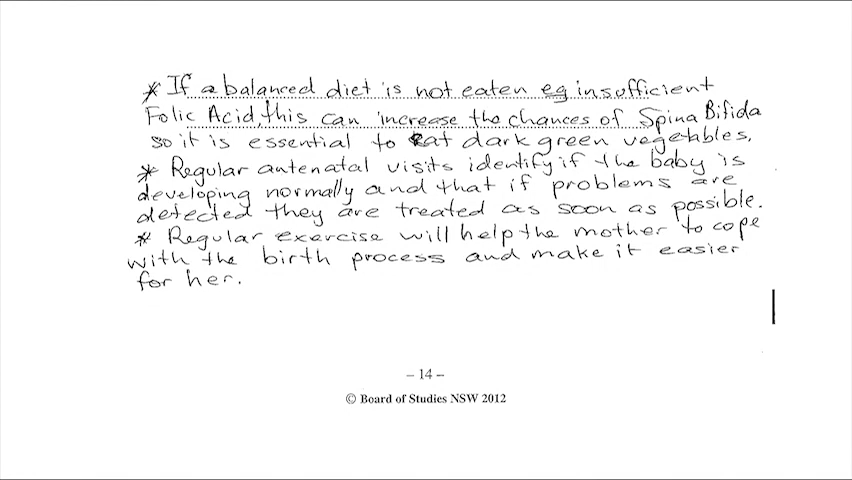 * If a balanced diet is not eaten eg insufficient
Folic Acid, this can increase the chances of Spina Bifida
so it is essential to eat dark green vegetables.
* Regular antenatal visits identify if the baby is
developing normally and that if problems are
detected they are treated as soon as possible.
* Regular exercise will help the mother to cope
with the birth process and make it easier
for her.
– 14 –
© Board of Studies NSW 2012